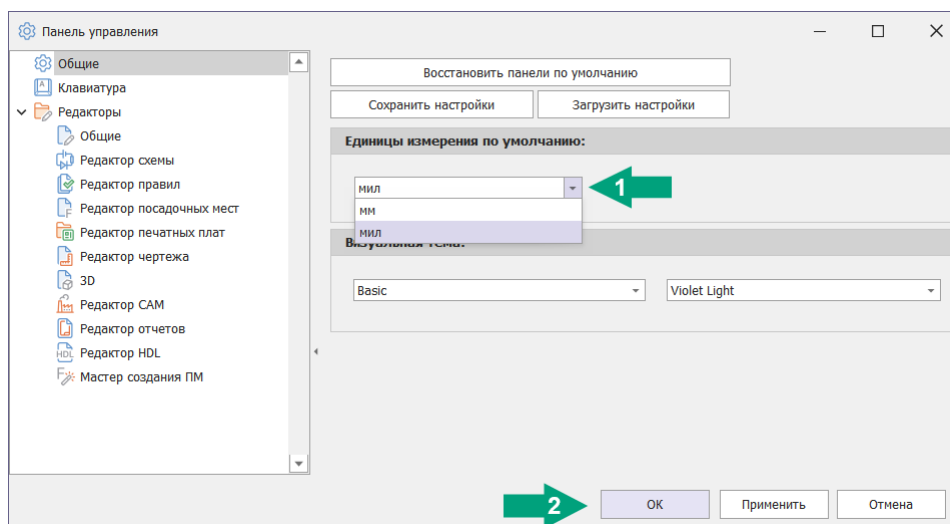 Панель управления
Общие
Клавиатура
Редакторы
Общие
Редактор схемы
Редактор правил
Редактор посадочных мест
Редактор печатных плат
Редактор чертежа
3D
Редактор CAM
Редактор отчетов
Редактор HDL
Мастер создания ПМ
Восстановить панели по умолчанию
Сохранить настройки Загрузить настройки
Единицы измерения по умолчанию:
мил 1
мм
мил
Визуальная тема:
Basic Violet Light
2 ОК Применить Отмена